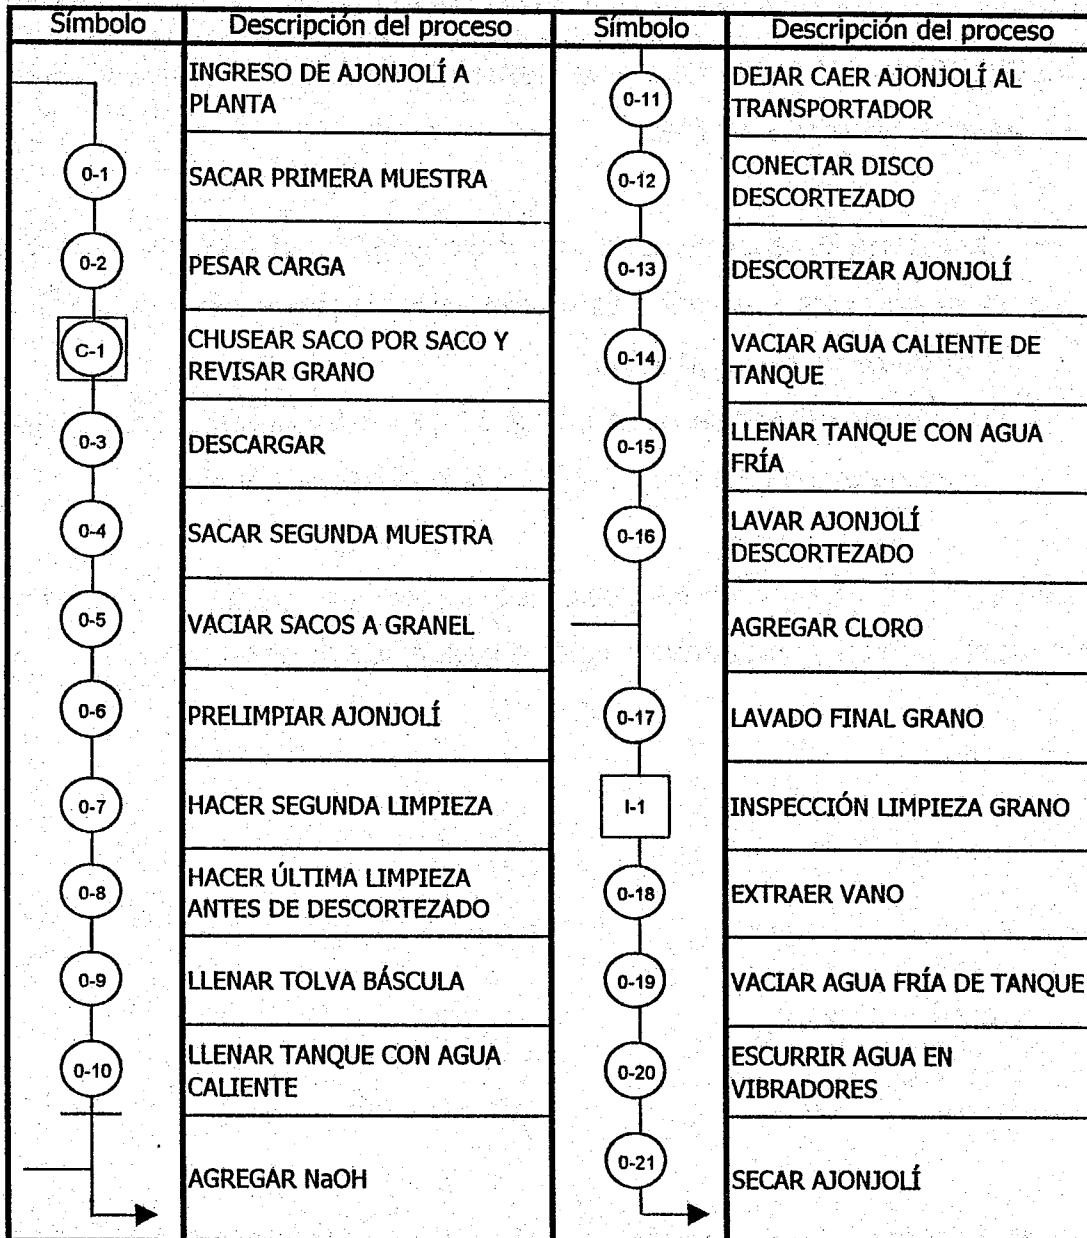 Símbolo Descripción del proceso
INGRESO DE AJONJOLÍ A
PLANTA
0-1 SACAR PRIMERA MUESTRA
0-2 PESAR CARGA
C-1 CHUSEAR SACO POR SACO Y
REVISAR GRANO
0-3 DESCARGAR
0-4 SACAR SEGUNDA MUESTRA
0-5 VACIAR SACOS A GRANEL
0-6 PRELIMPIAR AJONJOLÍ
0-7 HACER SEGUNDA LIMPIEZA
0-8 HACER ÚLTIMA LIMPIEZA
ANTES DE DESCORTEZADO
0-9 LLENAR TOLVA BÁSCULA
0-10 LLENAR TANQUE CON AGUA
CALIENTE
AGREGAR NaOH
Símbolo Descripción del proceso
0-11 DEJAR CAER AJONJOLÍ AL
TRANSPORTADOR
0-12 CONECTAR DISCO
DESCORTEZADO
0-13 DESCORTEZAR AJONJOLÍ
0-14 VACIAR AGUA CALIENTE DE
TANQUE
0-15 LLENAR TANQUE CON AGUA
FRÍA
0-16 LAVAR AJONJOLÍ
DESCORTEZADO
AGREGAR CLORO
0-17 LAVADO FINAL GRANO
I-1 INSPECCIÓN LIMPIEZA GRANO
0-18 EXTRAER VANO
0-19 VACIAR AGUA FRÍA DE TANQUE
0-20 ESCURRIR AGUA EN
VIBRADORES
0-21 SECAR AJONJOLÍ